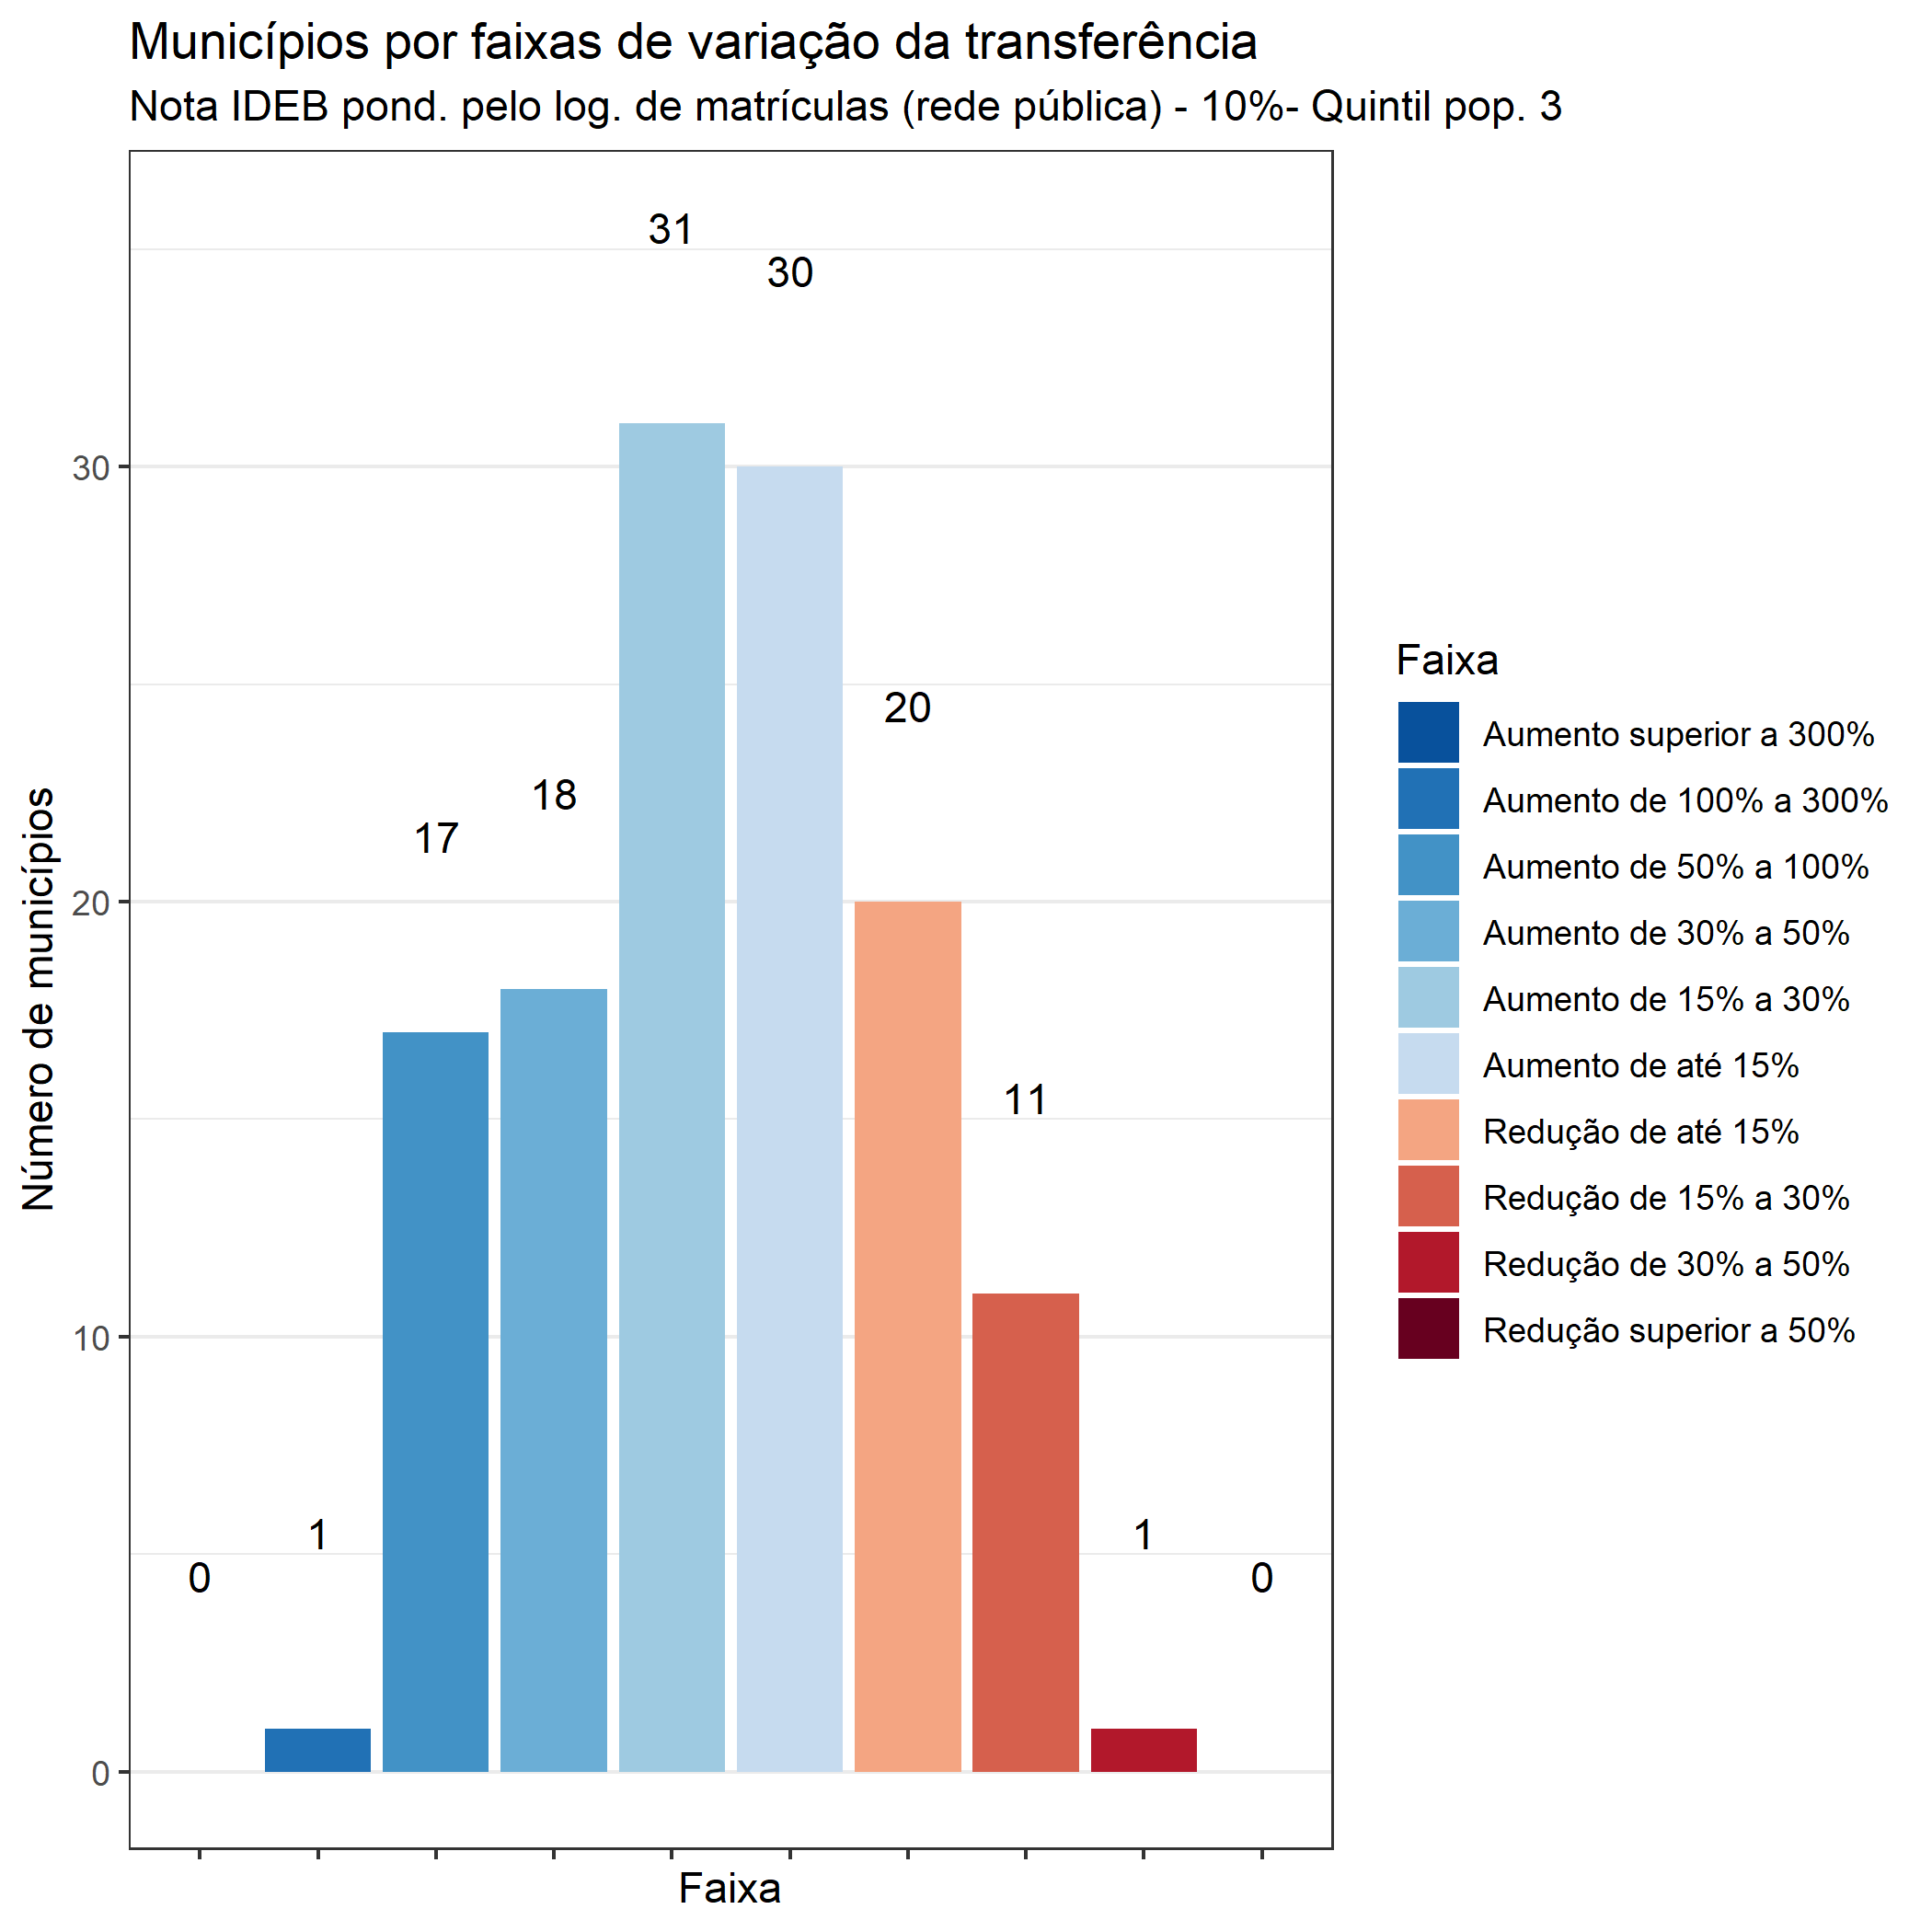 Municípios por faixas de variação da transferência
Nota IDEB pond. pelo log. de matrículas (rede pública) - 10%- Quintil pop. 3
Número de municípios
30
20
10
0
0
1
17
18
31
30
20
11
1
0
Faixa
Faixa
Aumento superior a 300%
Aumento de 100% a 300%
Aumento de 50% a 100%
Aumento de 30% a 50%
Aumento de 15% a 30%
Aumento de até 15%
Redução de até 15%
Redução de 15% a 30%
Redução de 30% a 50%
Redução superior a 50%